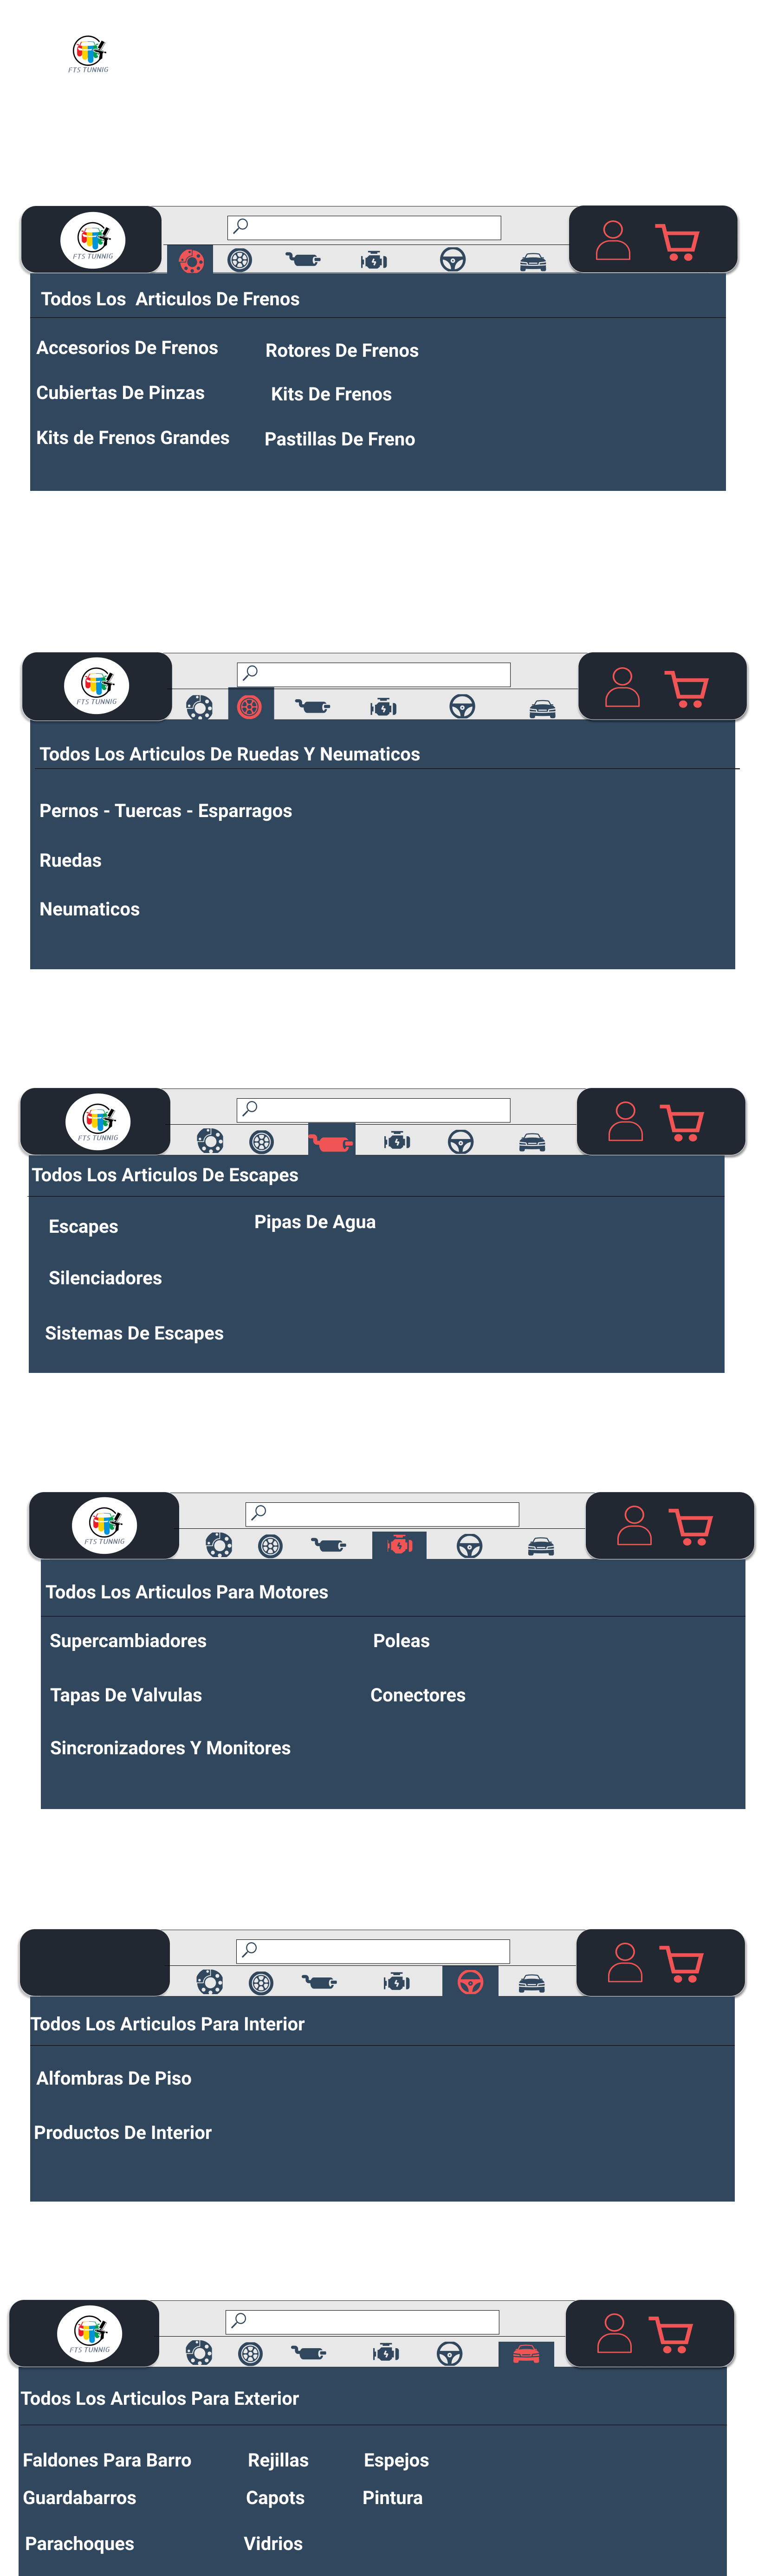 FTS TUNNIG
FTS TUNNIG
Todos Los Articulos De Frenos
Accesorios De Frenos
Rotores De Frenos
Cubiertas De Pinzas
Kits De Frenos
Kits de Frenos Grandes
Pastillas De Freno
FTS TUNNIG
Todos Los Articulos De Ruedas Y Neumaticos
Pernos - Tuercas - Esparragos
Ruedas
Neumaticos
FTS TUNNIG
Todos Los Articulos De Escapes
Escapes
Pipas De Agua
Silenciadores
Sistemas De Escapes
FTS TUNNIG
Todos Los Articulos Para Motores
Supercambiadores
Poleas
Tapas De Valvulas
Conectores
Sincronizadores Y Monitores
Todos Los Articulos Para Interior
Alfombras De Piso
Productos De Interior
FTS TUNNIG
Todos Los Articulos Para Exterior
Faldones Para Barro
Rejillas
Espejos
Guardabarros
Capots
Pintura
Parachoques
Vidrios